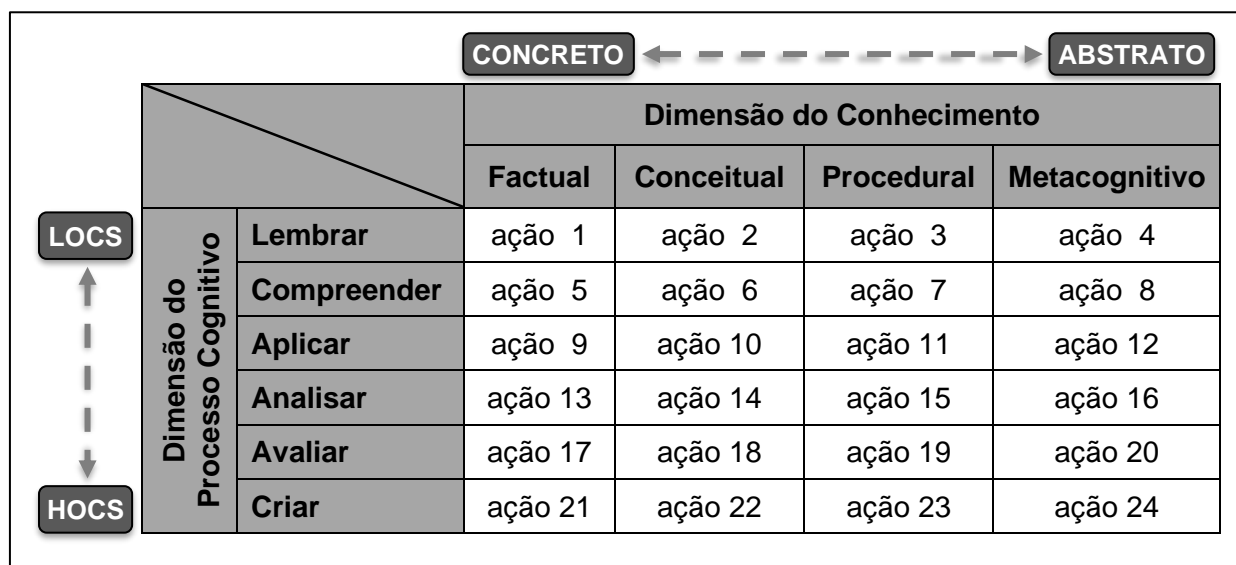 CONCRETO ABSTRATO
Dimensão do Conhecimento
Factual Conceitual Procedural Metacognitivo
LOCS
HOCS
Dimensão do
Processo Cognitivo
Lembrar ação 1 ação 2 ação 3 ação 4
Compreender ação 5 ação 6 ação 7 ação 8
Aplicar ação 9 ação 10 ação 11 ação 12
Analisar ação 13 ação 14 ação 15 ação 16
Avaliar ação 17 ação 18 ação 19 ação 20
Criar ação 21 ação 22 ação 23 ação 24